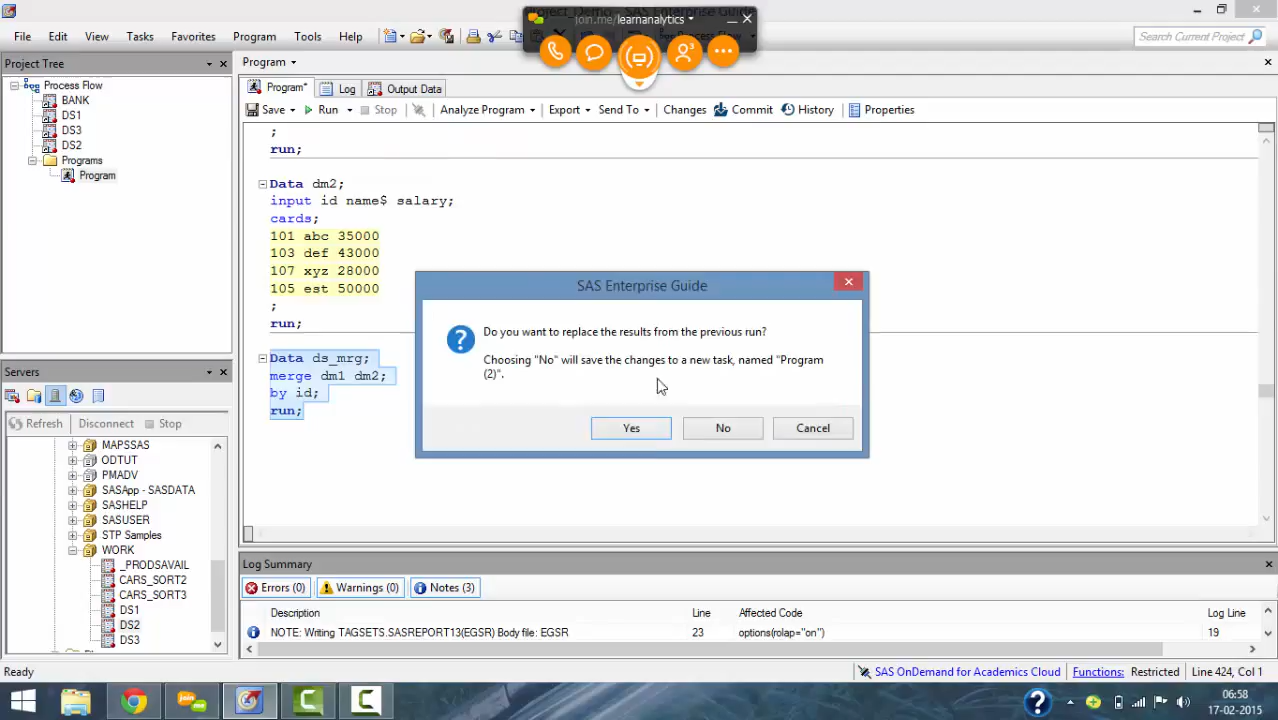 Project_Demo - SAS Enterprise Guide
join.me/learnanalytics
File Edit View Tasks Favorites Program Tools Help
Process Flow
Search Current Project
Project Tree
Process Flow
BANK
DS1
DS3
DS2
Programs
Program
Program
Program* Log Output Data
Save Run Stop Analyze Program Export Send To Changes Commit History Properties
;
run;
Data dm2;
input id name$ salary;
cards;
101 abc 35000
103 def 43000
107 xyz 28000
105 est 50000
;
run;
Data ds_mrg;
merge dm1 dm2;
by id;
run;
SAS Enterprise Guide
Do you want to replace the results from the previous run?
Choosing "No" will save the changes to a new task, named "Program
(2)".
Yes No Cancel
Servers
Refresh Disconnect Stop
MAPSSAS
ODTUT
PMADV
SASApp - SASDATA
SASHELP
SASUSER
STP Samples
WORK
_PRODSAVAIL
CARS_SORT2
CARS_SORT3
DS1
DS2
DS3
Log Summary
Errors (0) Warnings (0) Notes (3)
Description Line Affected Code Log Line
NOTE: Writing TAGSETS.SASREPORT13(EGSR) Body file: EGSR 23 options(rolap="on") 19
Ready
SAS OnDemand for Academics Cloud Functions: Restricted Line 424, Col 1
join.me
06:58
17-02-2015